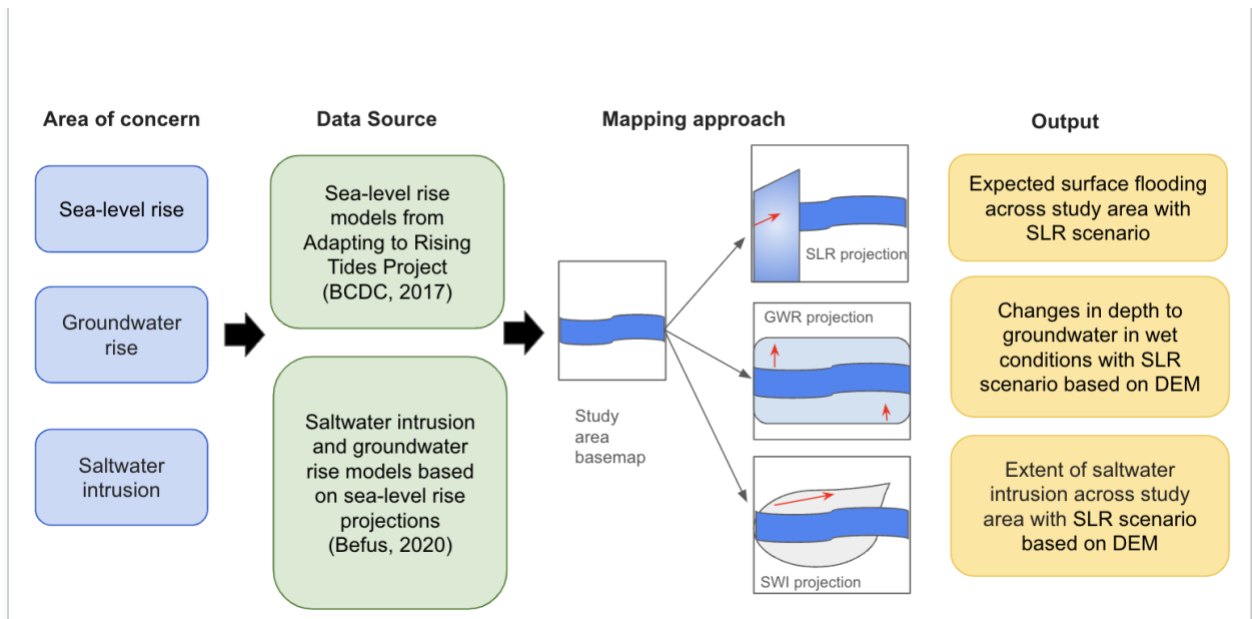 Area of concern
Data Source
Mapping approach
Output
Sea-level rise
Groundwater
rise
Saltwater
intrusion
Sea-level rise
models from
Adapting to Rising
Tides Project
(BCDC, 2017)
Saltwater intrusion
and groundwater
rise models based
on sea-level rise
projections
(Befus, 2020)
Study
area
basemap
SLR projection
GWR projection
SWI projection
Expected surface flooding
across study area with
SLR scenario
Changes in depth to
groundwater in wet
conditions with SLR
scenario based on DEM
Extent of saltwater
intrusion across study
area with SLR scenario
based on DEM